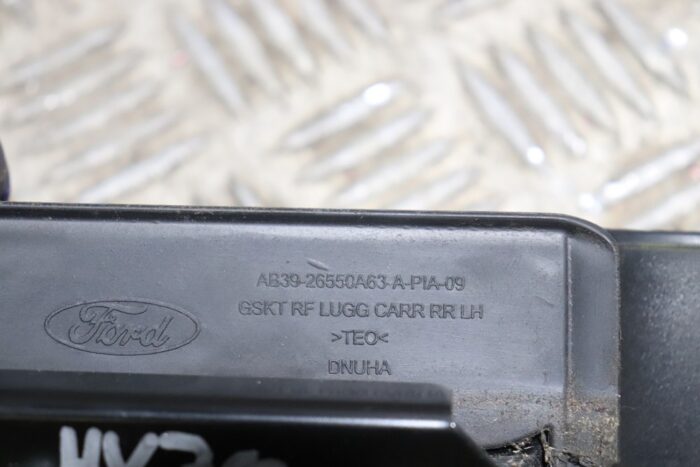 AB39-26550A63-A-PIA-09
GSKT RF LUGG CARR RR LH
Ford
>TEO<
DNUHA